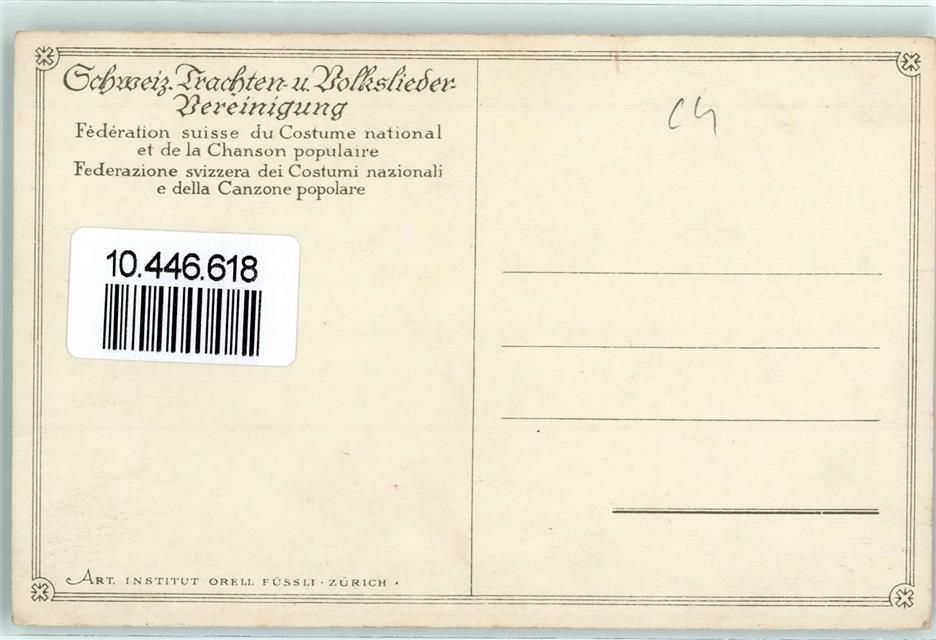 Schweiz. Trachten- u. Volkslieder-
Vereinigung
Fédération suisse du Costume national
et de la Chanson populaire
Federazione svizzera dei Costumi nazionali
e della Canzone popolare
10.446.618
ART. INSTITUT ORELL FÜSSLI · ZÜRICH ·